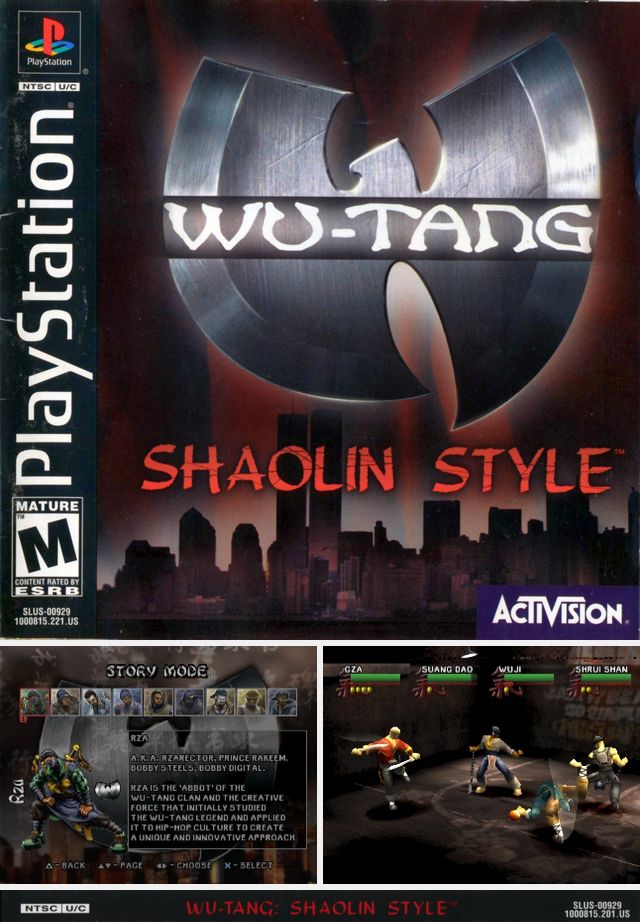 PlayStation
NTSC U/C
PlayStation
WU-TANG
SHAOLIN STYLE™
MATURE
M
CONTENT RATED BY
ESRB
SLUS-00929
1000815.221.US
ACTIVISION
STORY MODE
RZA
A.K.A. RZARECTOR, PRINCE RAKEEM,
BOBBY STEELS, BOBBY DIGITAL.
RZA IS THE 'ABBOT' OF THE
WU-TANG CLAN AND THE CREATIVE
FORCE THAT INITIALLY STUDIED
THE WU-TANG LEGEND AND APPLIED
IT TO HIP-HOP CULTURE TO CREATE
A UNIQUE AND INNOVATIVE APPROACH
Rza
△ - BACK ▲▼ - PAGE ◀▶ - CHOOSE ✕ - SELECT
GZA SUANG DAO WUJI SHRUI SHAN
NTSC U/C WU-TANG: SHAOLIN STYLE™ SLUS-00929
1000815.201.US